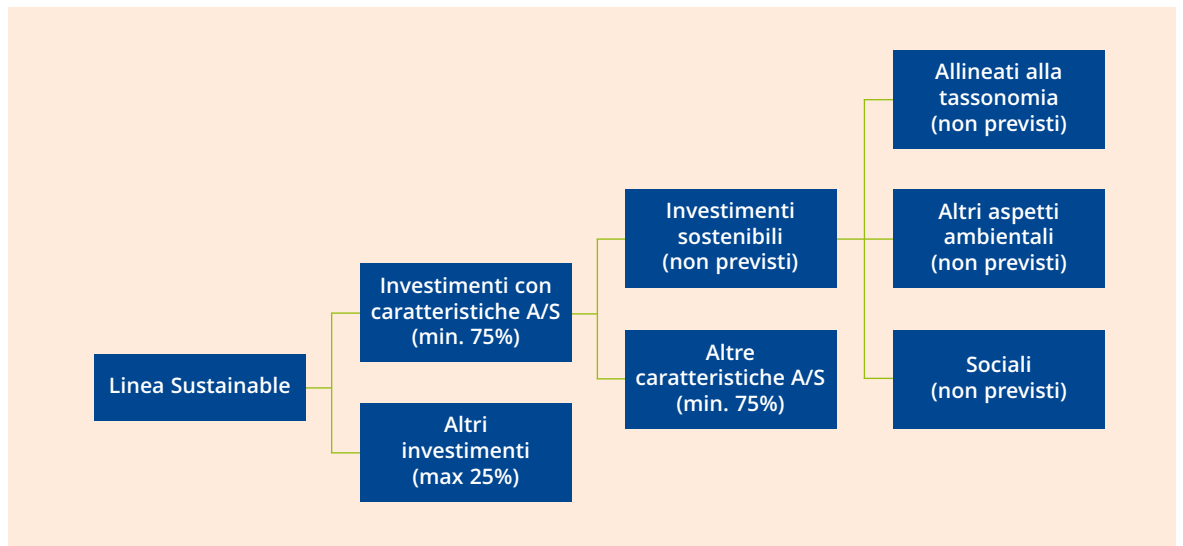 Linea Sustainable
Investimenti con
caratteristiche A/S
(min. 75%)
Altri
investimenti
(max 25%)
Investimenti
sostenibili
(non previsti)
Altre
caratteristiche A/S
(min. 75%)
Allineati alla
tassonomia
(non previsti)
Altri aspetti
ambientali
(non previsti)
Sociali
(non previsti)